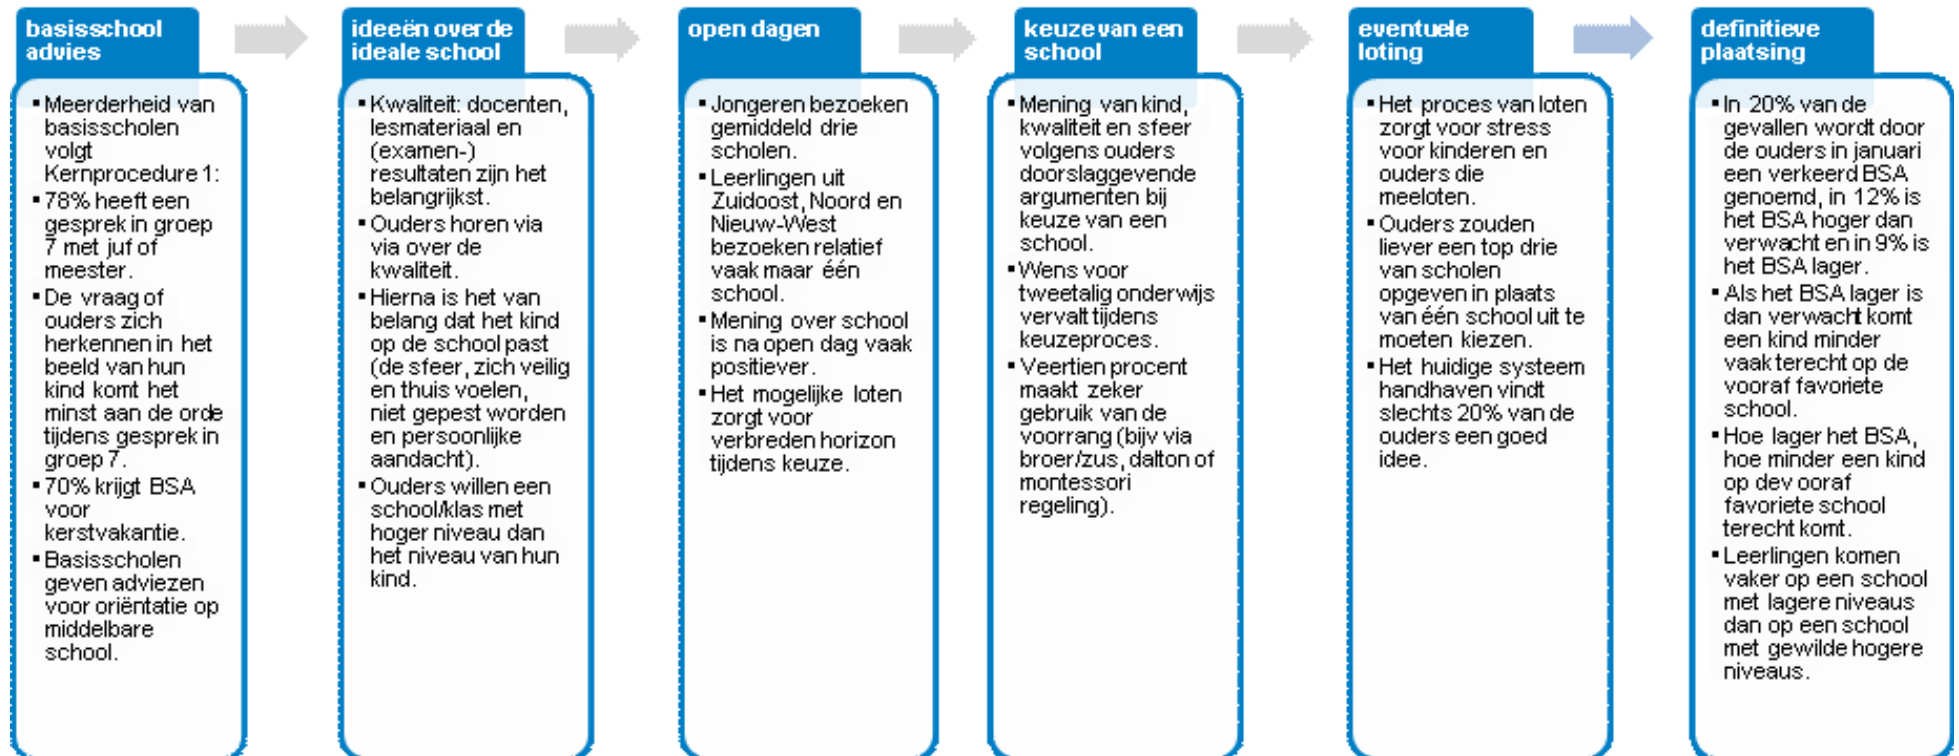 basisschool
advies
▪ Meerderheid van
basisscholen
volgt
Kernprocedure 1:
▪ 78% heeft een
gesprek in groep
7 met juf of
meester.
▪ De vraag of
ouders zich
herkennen in het
beeld van hun
kind komt het
minst aan de orde
tijdens gesprek in
groep 7.
▪ 70% krijgt BSA
voor
kerstvakantie.
▪ Basisscholen
geven adviezen
voor oriëntatie op
middelbare
school.
ideeën over de
ideale school
▪ Kwaliteit: docenten,
lesmateriaal en
(examen-)
resultaten zijn het
belangrijkst.
▪ Ouders horen via
via over de
kwaliteit.
▪ Hierna is het van
belang dat het kind
op de school past
(de sfeer, zich veilig
en thuis voelen,
niet gepest worden
en persoonlijke
aandacht).
▪ Ouders willen een
school/klas met
hoger niveau dan
het niveau van hun
kind.
open dagen
▪ Jongeren bezoeken
gemiddeld drie
scholen.
▪ Leerlingen uit
Zuidoost, Noord en
Nieuw-West
bezoeken relatief
vaak maar één
school.
▪ Mening over school
is na open dag vaak
positiever.
▪ Het mogelijke loten
zorgt voor
verbreden horizon
tijdens keuze.
keuze van een
school
▪ Mening van kind,
kwaliteit en sfeer
volgens ouders
doorslaggevende
argumenten bij
keuze van een
school.
▪ Wens voor
tweetalig onderwijs
vervalt tijdens
keuzeproces.
▪ Veertien procent
maakt zeker
gebruik van de
voorrang (bijv via
broer/zus, dalton of
montessori
regeling).
eventuele
loting
▪ Het proces van loten
zorgt voor stress
voor kinderen en
ouders die
meeloten.
▪ Ouders zouden
liever een top drie
van scholen
opgeven in plaats
van één school uit te
moeten kiezen.
▪ Het huidige systeem
handhaven vindt
slechts 20% van de
ouders een goed
idee.
definitieve
plaatsing
▪ In 20% van de
gevallen wordt door
de ouders in januari
een verkeerd BSA
genoemd, in 12% is
het BSA hoger dan
verwacht en in 9% is
het BSA lager.
▪ Als het BSA lager is
dan verwacht komt
een kind minder
vaak terecht op de
vooraf favoriete
school.
▪ Hoe lager het BSA,
hoe minder een kind
op dev ooraf
favoriete school
terecht komt.
▪ Leerlingen komen
vaker op een school
met lagere niveaus
dan op een school
met gewilde hogere
niveaus.